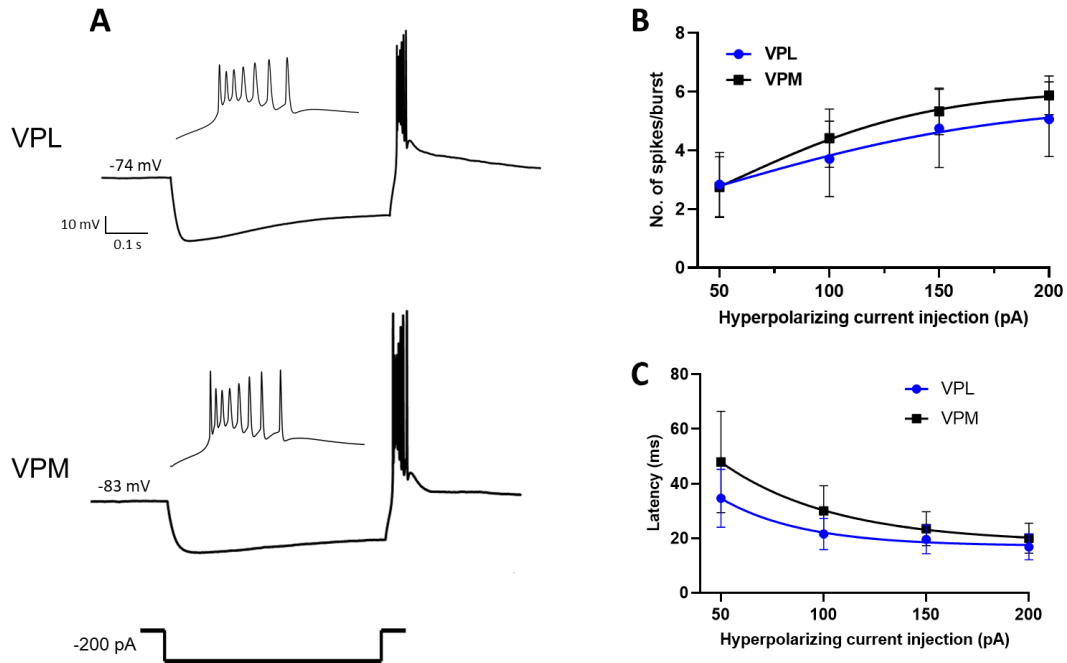 A
VPL
-74 mV
10 mV
0.1 s
VPM
-83 mV
-200 pA
B
8
6
4
2
0
No. of spikes/burst
VPL
VPM
50 100 150 200
Hyperpolarizing current injection (pA)
C
80
60
40
20
0
Latency (ms)
VPL
VPM
50 100 150 200
Hyperpolarizing current injection (pA)